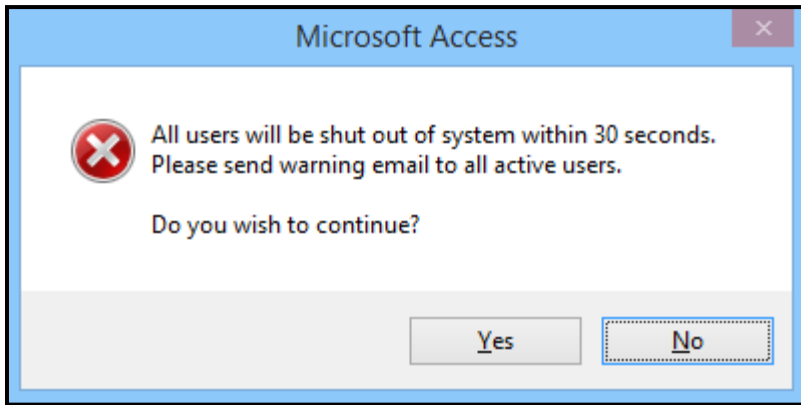 Microsoft Access
All users will be shut out of system within 30 seconds.
Please send warning email to all active users.
Do you wish to continue?
Yes
No